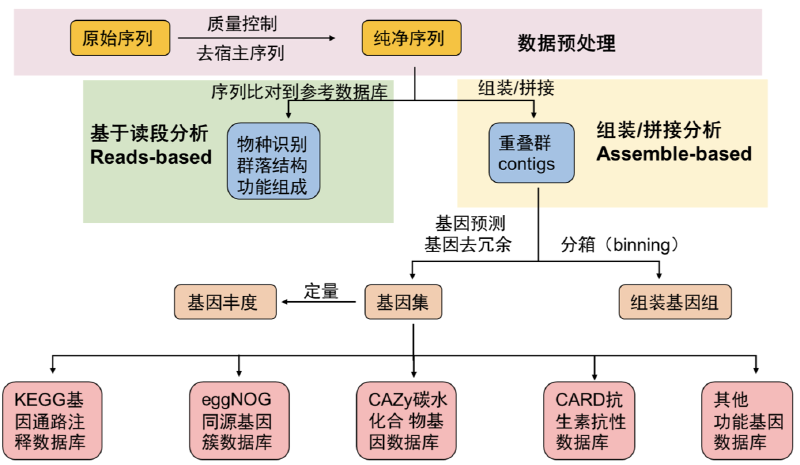 原始序列
质量控制
去宿主序列
纯净序列
数据预处理
序列比对到参考数据库
组装/拼接
基于读段分析
Reads-based
物种识别
群落结构
功能组成
重叠群
contigs
组装/拼接分析
Assemble-based
基因预测
基因去冗余
分箱（binning）
基因丰度
定量
基因集
组装基因组
KEGG基
因通路注
释数据库
eggNOG
同源基因
簇数据库
CAZy碳水
化合 物基
因数据库
CARD抗
生素抗性
数据库
其他
功能基因
数据库